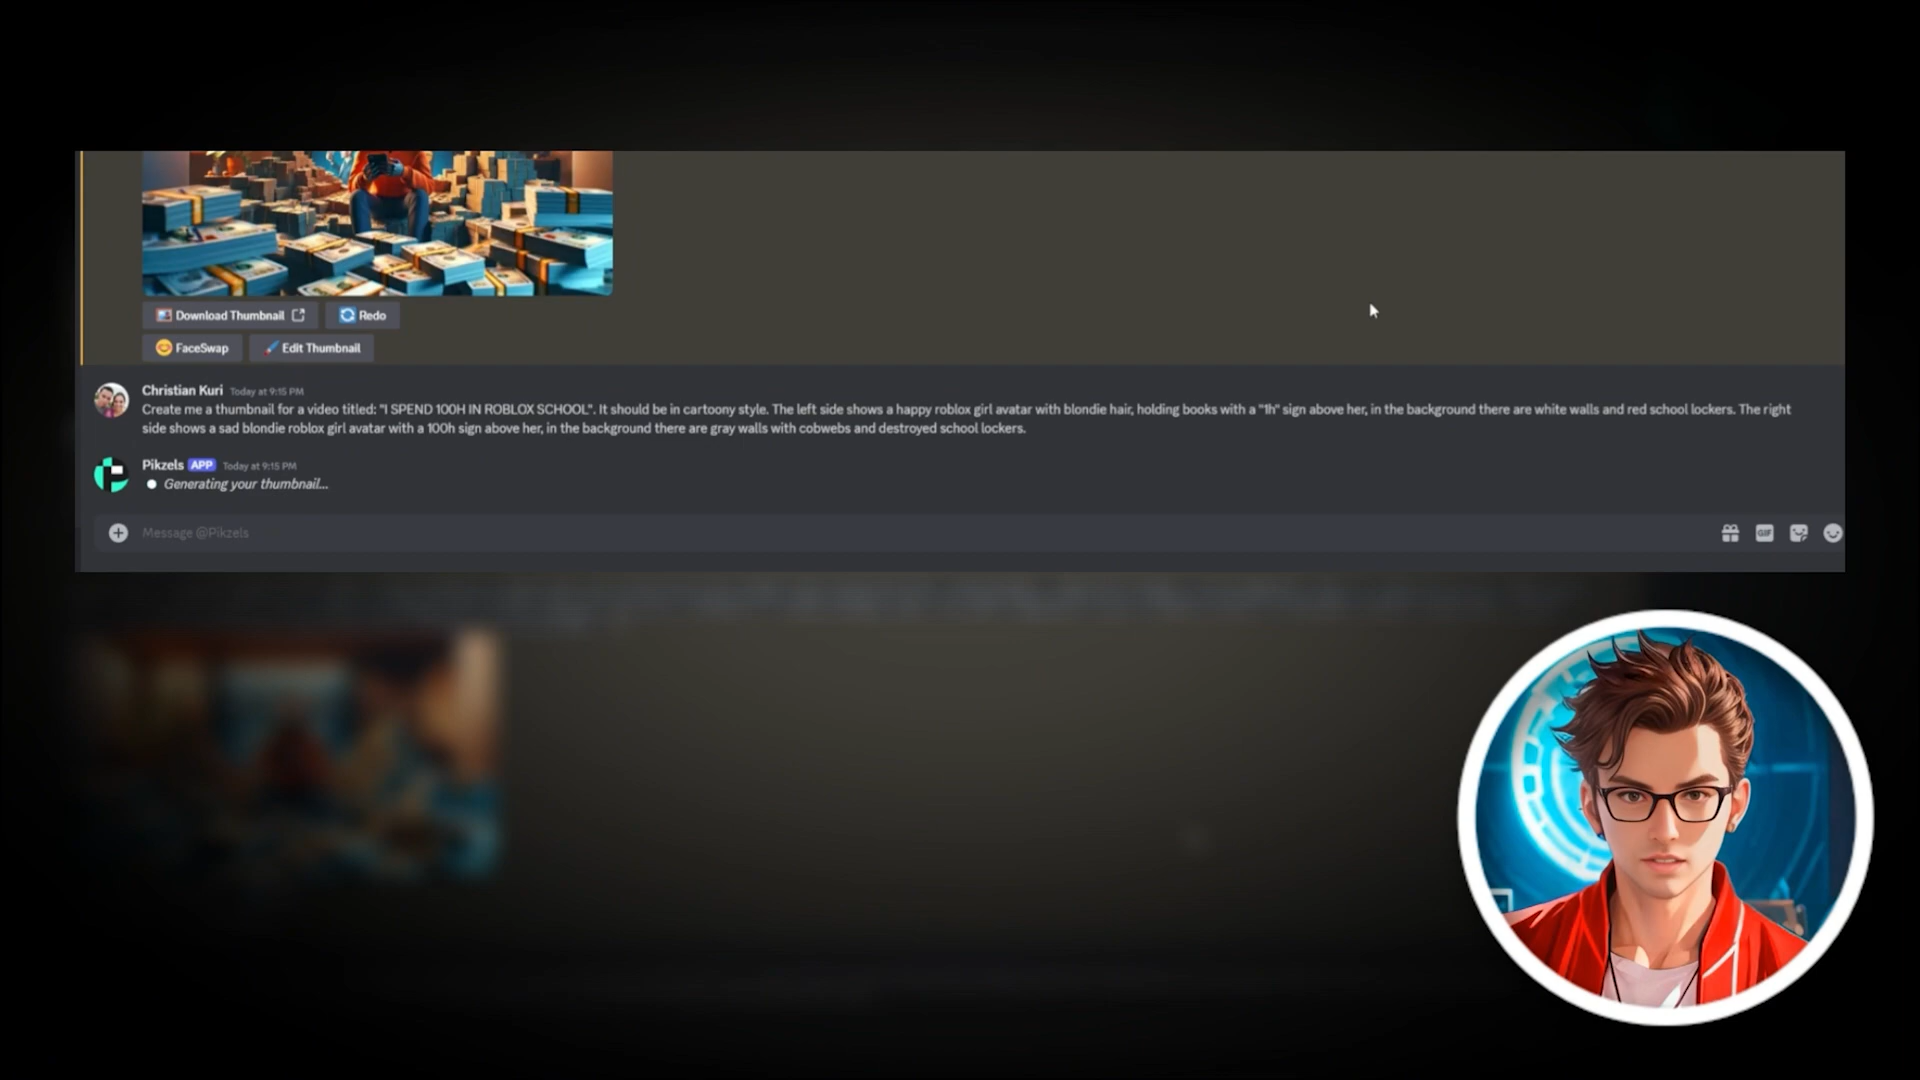 Download Thumbnail
Redo
FaceSwap
Edit Thumbnail
Christian Kuri Today at 9:15 PM
Create me a thumbnail for a video titled: "I SPEND 100H IN ROBLOX SCHOOL". It should be in cartoony style. The left side shows a happy roblox girl avatar with blondie hair, holding books with a "1h" sign above her, in the background there are white walls and red school lockers. The right
side shows a sad blondie roblox girl avatar with a 100h sign above her, in the background there are gray walls with cobwebs and destroyed school lockers.
Pikzels APP Today at 9:15 PM
Generating your thumbnail...
Message @Pikzels
GIF